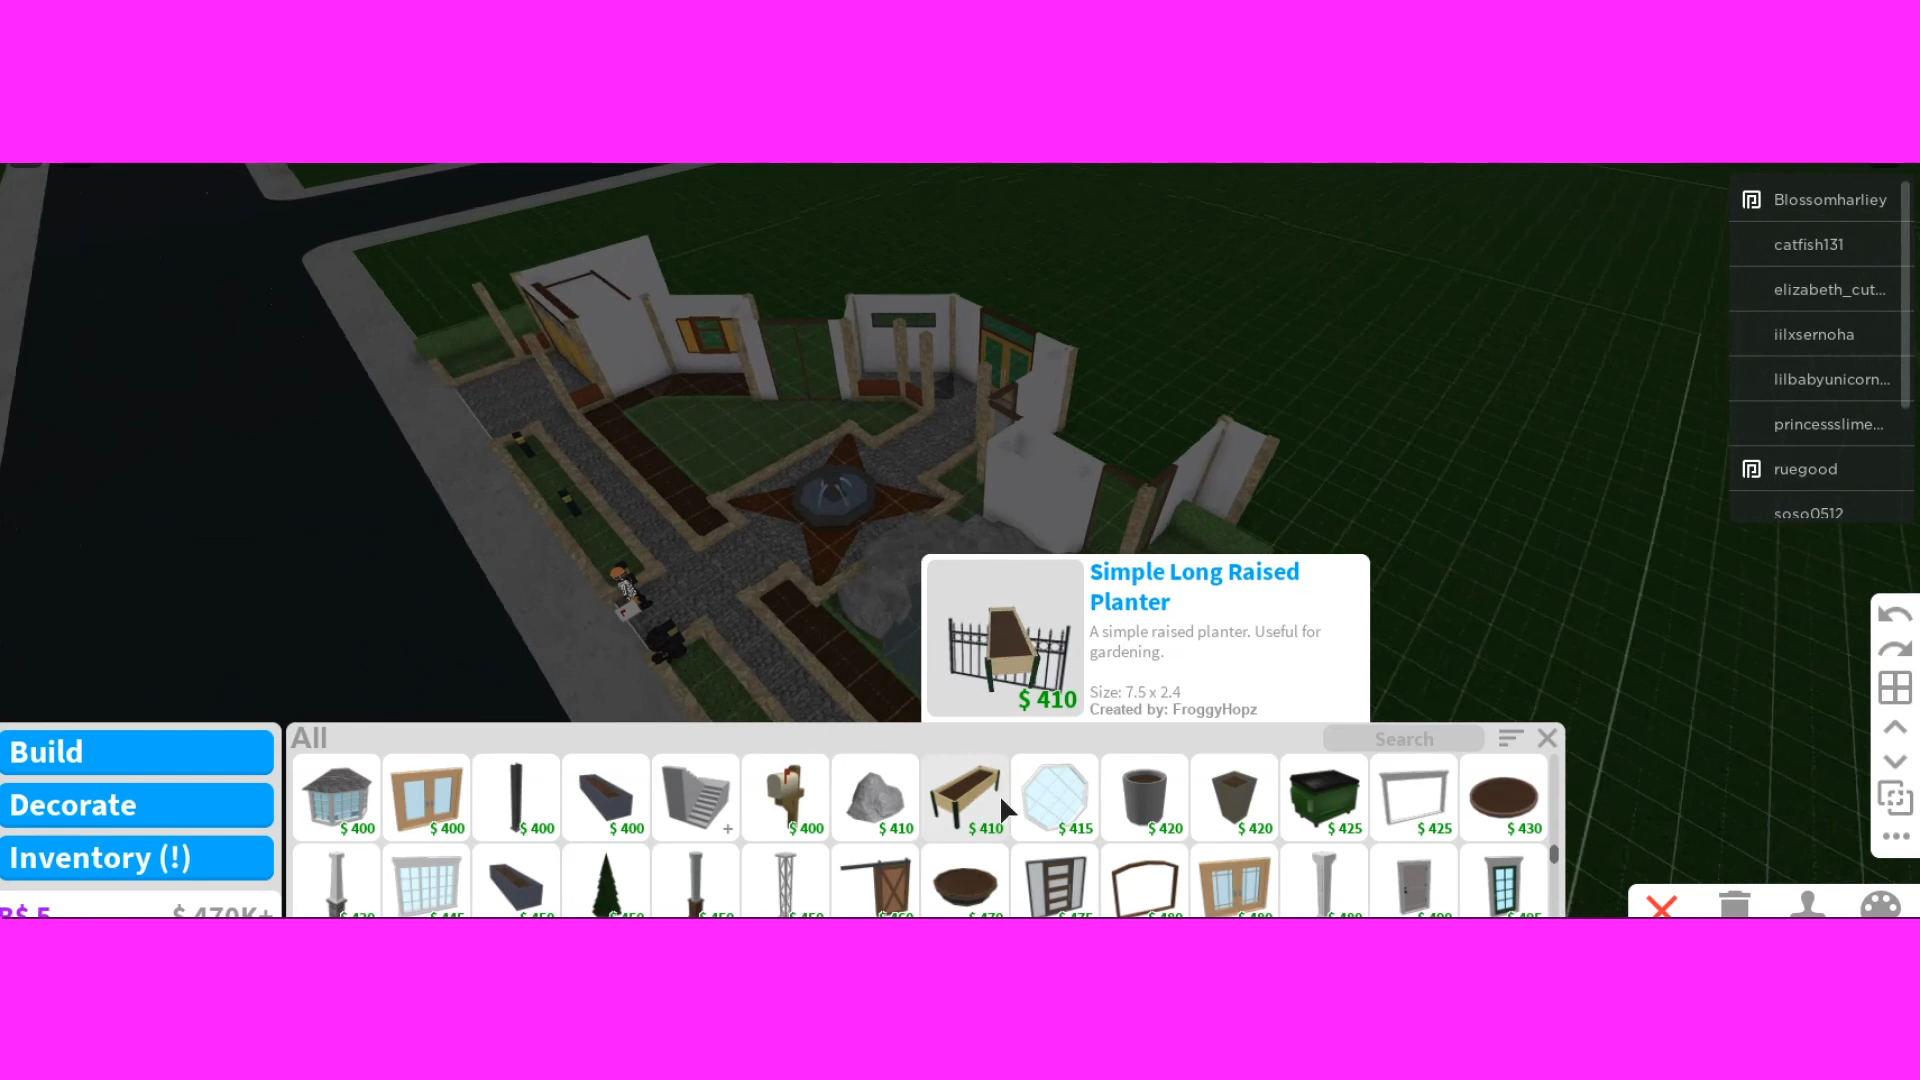 Blossomharliey
catfish131
elizabeth_cut...
iilxsernoha
lilbabyunicorn...
princessslime...
ruegood
soso0512
Simple Long Raised
Planter
A simple raised planter. Useful for
gardening.
$ 410
Size: 7.5 x 2.4
Created by: FroggyHopz
Build
Decorate
Inventory (!)
B$ 5 $ 470K+
All Search
$ 400 $ 400 $ 400 $ 400 + $ 400 $ 410 $ 410 $ 415 $ 420 $ 420 $ 425 $ 425 $ 430